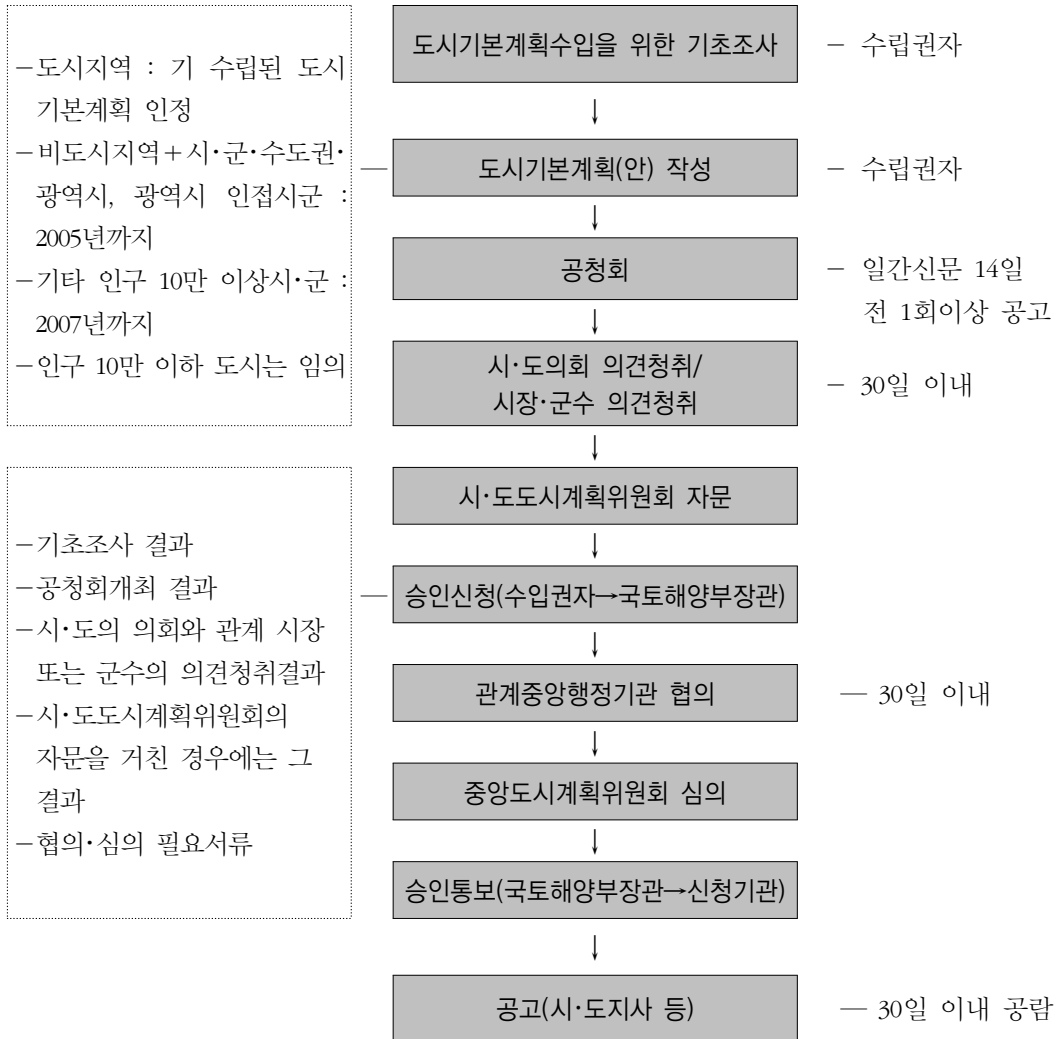 도시기본계획수입을 위한 기초조사
− 수립권자
↓
−도시지역 : 기 수립된 도시
기본계획 인정
−비도시지역+시·군·수도권·
광역시, 광역시 인접시군 :
2005년까지
−기타 인구 10만 이상시·군 :
2007년까지
−인구 10만 이하 도시는 임의
—
도시기본계획(안) 작성
− 수립권자
↓
공청회
− 일간신문 14일
전 1회이상 공고
↓
시·도의회 의견청취/
시장·군수 의견청취
− 30일 이내
↓
시·도도시계획위원회 자문
↓
−기초조사 결과
−공청회개최 결과
−시·도의 의회와 관계 시장
또는 군수의 의견청취결과
−시·도도시계획위원회의
자문을 거친 경우에는 그
결과
−협의·심의 필요서류
—
승인신청(수입권자→국토해양부장관)
↓
관계중앙행정기관 협의
— 30일 이내
↓
중앙도시계획위원회 심의
↓
승인통보(국토해양부장관→신청기관)
↓
공고(시·도지사 등)
— 30일 이내 공람